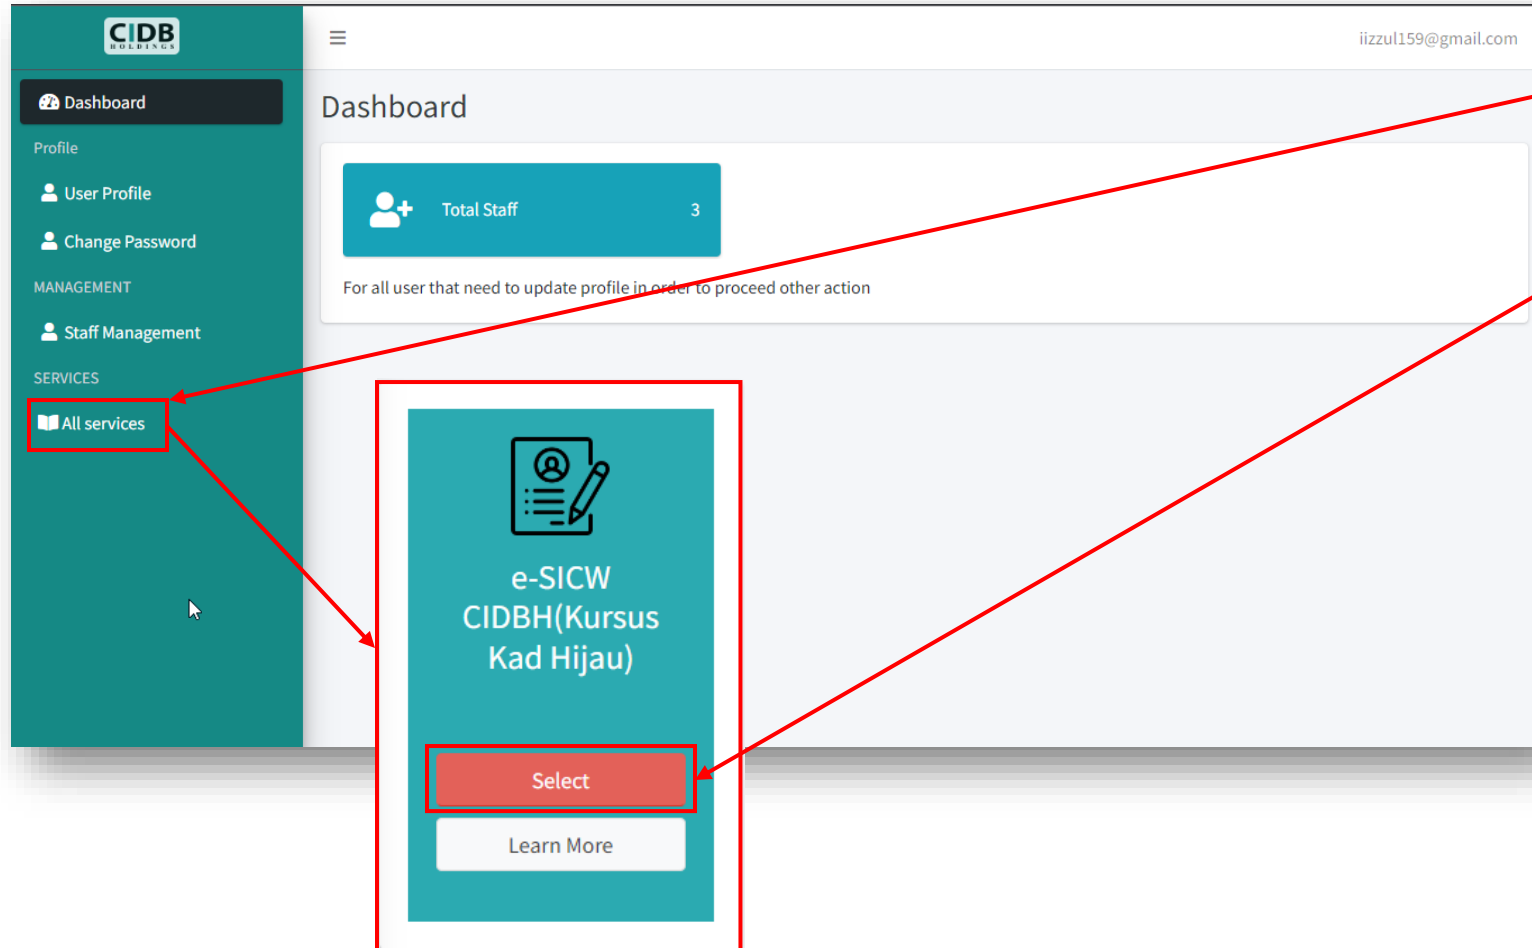 CIDB
HOLDINGS
iizzul159@gmail.com
Dashboard
Profile
User Profile
Change Password
MANAGEMENT
Staff Management
SERVICES
All services
Dashboard
Total Staff 3
For all user that need to update profile in order to proceed other action
e-SICW
CIDBH(Kursus
Kad Hijau)
Select
Learn More